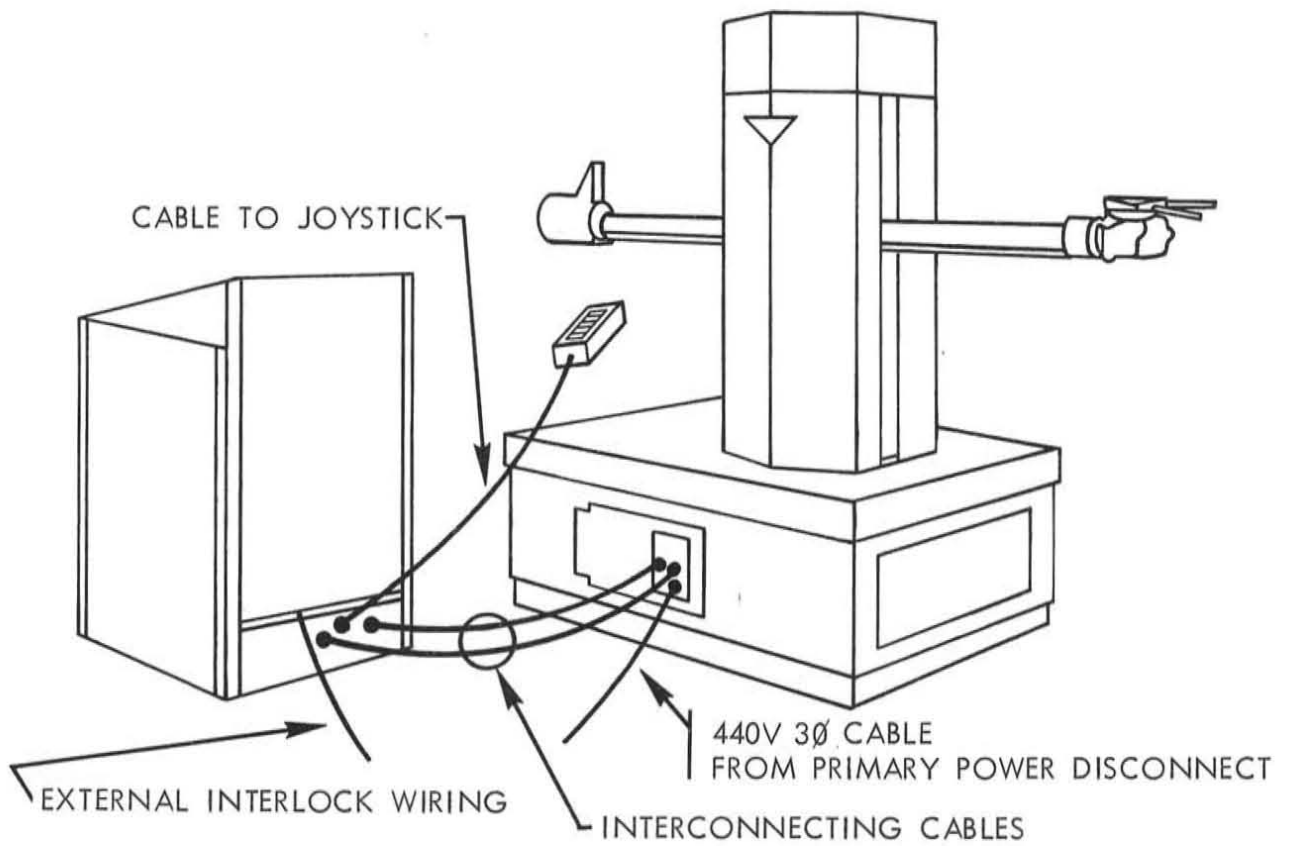 CABLE TO JOYSTICK
440V 3Ø CABLE
FROM PRIMARY POWER DISCONNECT
EXTERNAL INTERLOCK WIRING
INTERCONNECTING CABLES